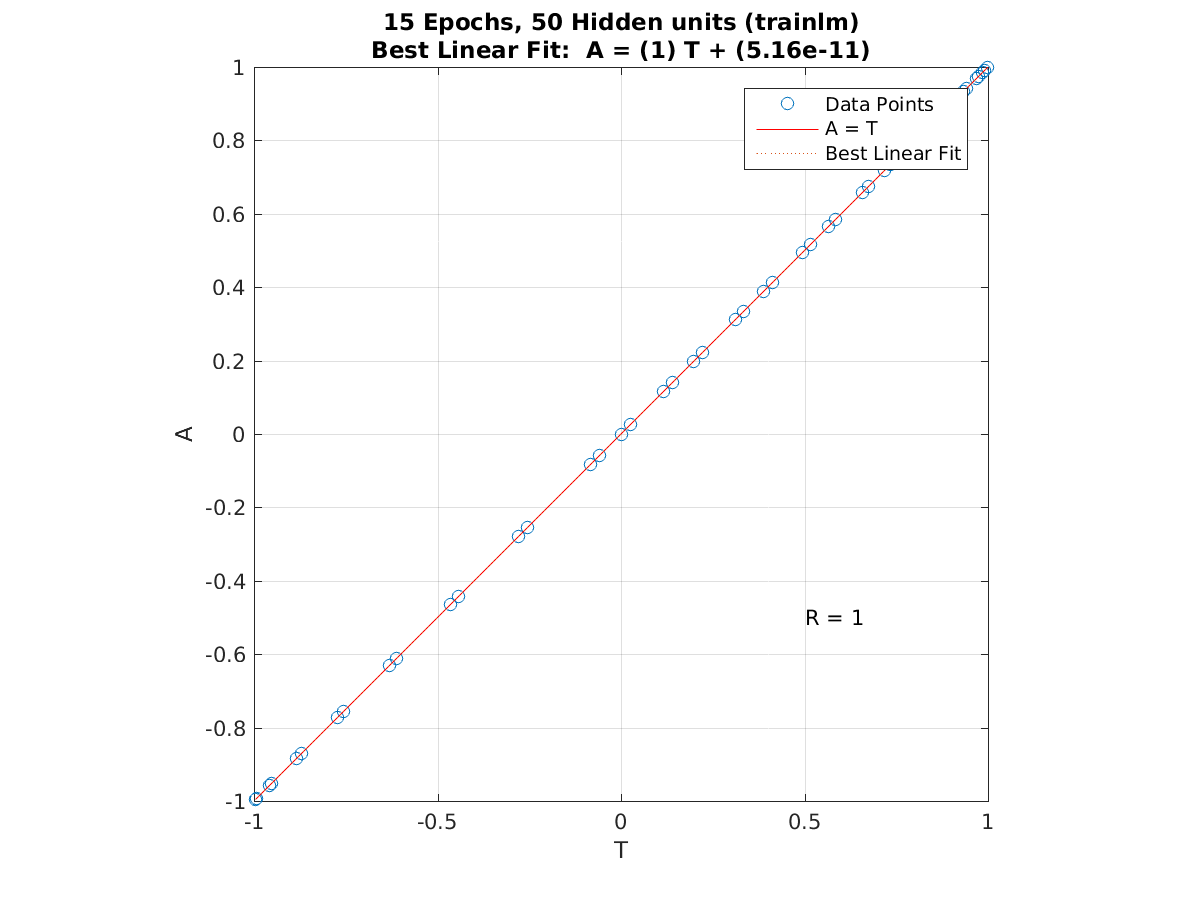 15 Epochs, 50 Hidden units (trainlm)
Best Linear Fit:  A = (1) T + (5.16e-11)
1
0.8
0.6
0.4
0.2
0
-0.2
-0.4
-0.6
-0.8
-1
A
Data Points
A = T
Best Linear Fit
R = 1
-1
-0.5
0
0.5
1
T